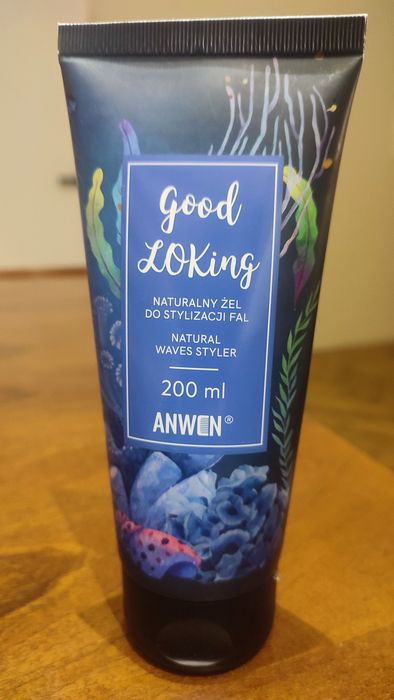 Good
LOKing
NATURALNY ŻEL
DO STYLIZACJI FAL
NATURAL
WAVES STYLER
200 ml
ANWEN®